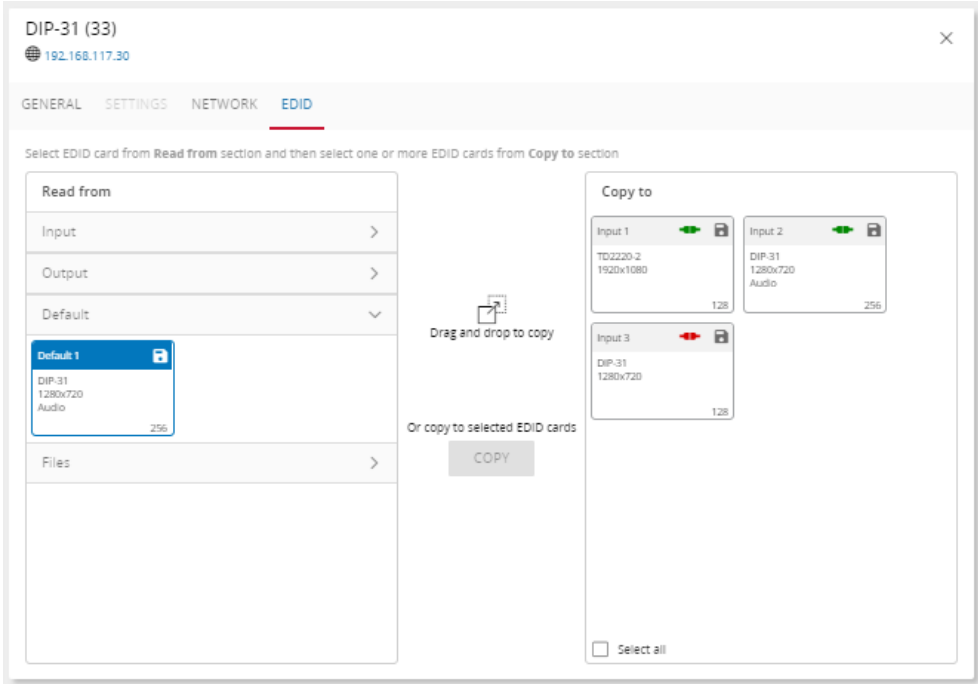 DIP-31 (33)
192.168.117.30
GENERAL SETTINGS NETWORK EDID
Select EDID card from Read from section and then select one or more EDID cards from Copy to section
Read from
Input
Output
Default
Default 1
DIP-31
1280x720
Audio
256
Files
Drag and drop to copy
Or copy to selected EDID cards
COPY
Copy to
Input 1
TD2220-2
1920x1080
128
Input 2
DIP-31
1280x720
Audio
256
Input 3
DIP-31
1280x720
128
Select all